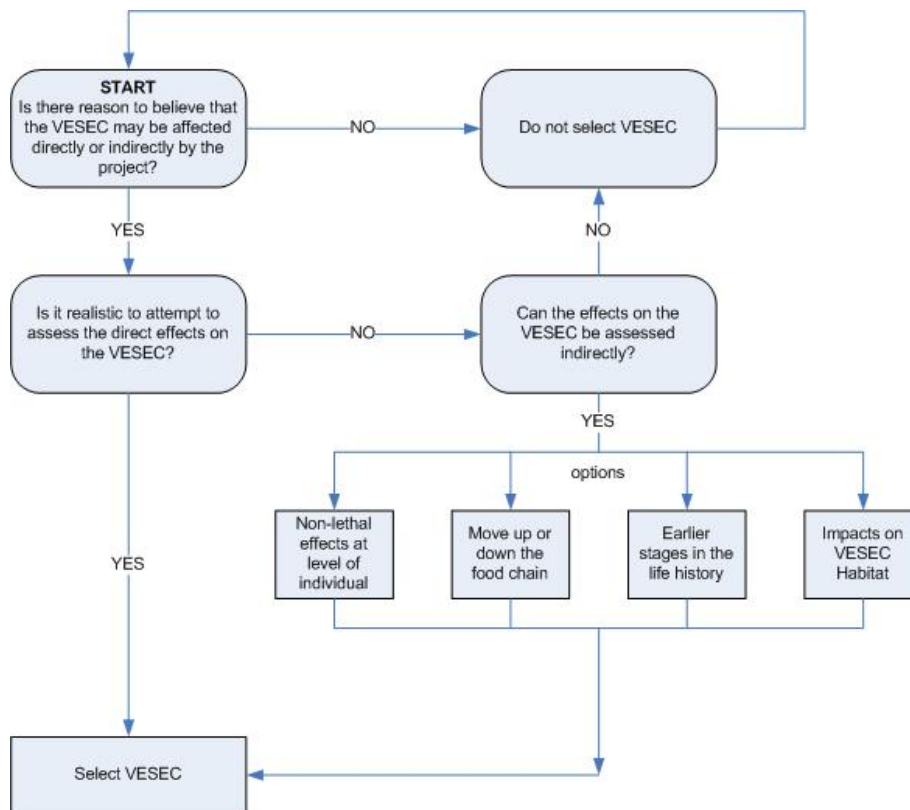 START
Is there reason to believe that
the VESEC may be affected
directly or indirectly by the
project?
NO
Do not select VESEC
YES
NO
Is it realistic to attempt to
assess the direct effects on
the VESEC?
NO
Can the effects on the
VESEC be assessed
indirectly?
YES
options
Non-lethal
effects at
level of
individual
Move up or
down the
food chain
Earlier
stages in the
life history
Impacts on
VESEC
Habitat
YES
Select VESEC